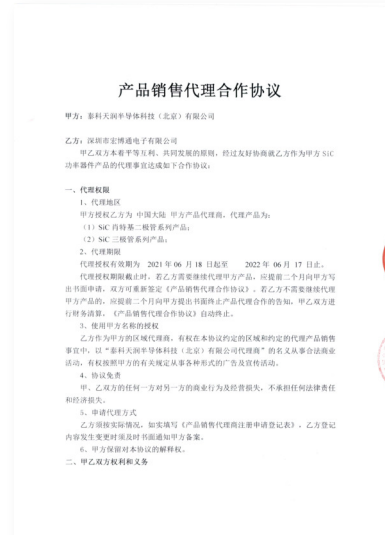 产品销售代理合作协议
甲方：泰科天润半导体科技（北京）有限公司
乙方：深圳市宏博通电子有限公司
甲乙双方本着平等互利、共同发展的原则，经过友好协商就乙方作为甲方 SiC
功率器件产品的代理事宜达成如下合作协议：
一、代理权限
1、代理地区
甲方授权乙方为 中国大陆 甲方产品代理商，代理产品为：
（1）SiC 肖特基二极管系列产品；
（2）SiC 三极管系列产品。
2、代理期限
代理授权有效期为 2021 年 06 月 18 日起至 2022 年 06 月 17 日止。
代理授权期限截止时，若乙方需要继续代理甲方产品，应提前二个月向甲方写
出书面申请，双方可重新签定《产品销售代理合作协议》。若乙方不需要继续代理
甲方产品的，应提前二个月向甲方提出书面终止产品代理合作的告知，甲乙双方进
行财务清算，《产品销售代理合作协议》自动终止。
3、使用甲方名称的授权
乙方作为甲方的区域代理商，有权在本协议约定的区域和约定的代理产品销售
事宜中，以“泰科天润半导体科技（北京）有限公司代理商”的名义从事合法商业
活动，有权按照甲方的有关规定从事各种形式的广告及宣传活动。
4、协议免责
甲、乙双方的任何一方对另一方的商业行为及经营损失，不承担任何法律责任
和经济损失。
5、申请代理方式
乙方须按实际情况，如实填写《产品销售代理商注册申请登记表》，乙方登记
内容发生变更时须及时书面通知甲方备案。
6、甲方保留对本协议的解释权。
二、甲乙双方权利和义务